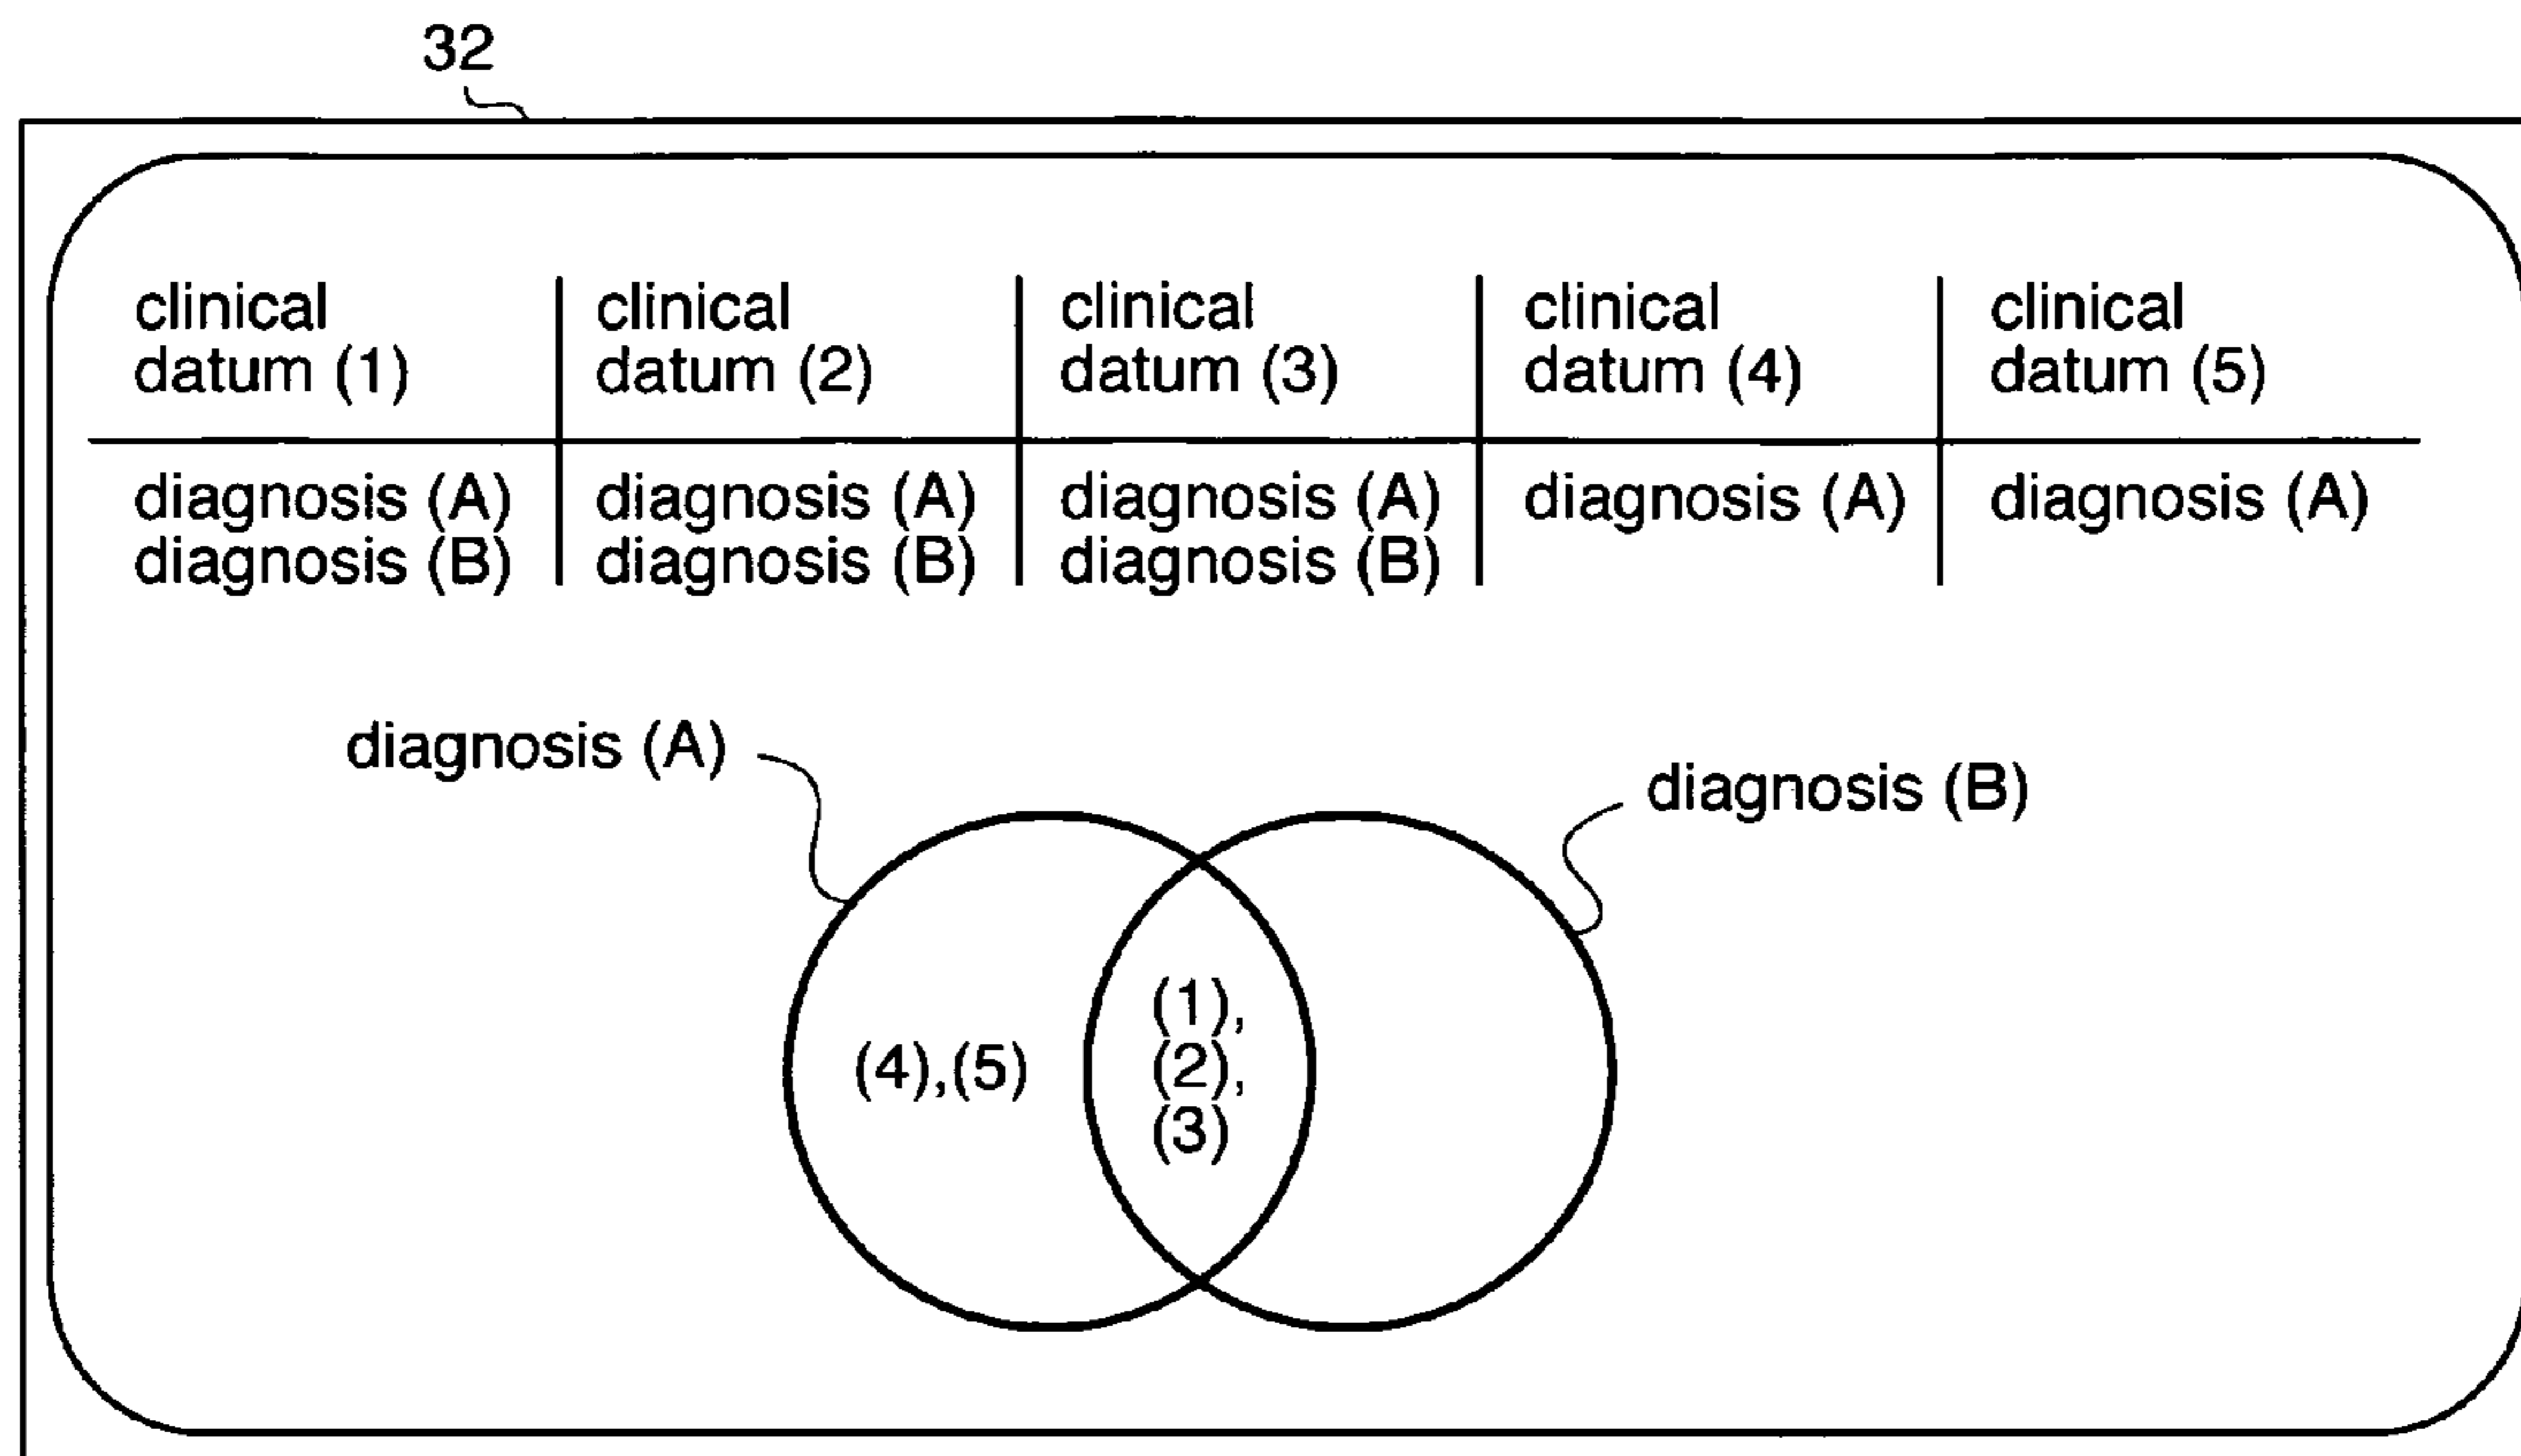 32
clinical datum (1)
clinical datum (2)
clinical datum (3)
clinical datum (4)
clinical datum (5)
diagnosis (A)
diagnosis (B)
diagnosis (A)
diagnosis (B)
diagnosis (A)
diagnosis (B)
diagnosis (A)
diagnosis (A)
diagnosis (A)
diagnosis (B)
(4),(5)
(1),
(2),
(3)